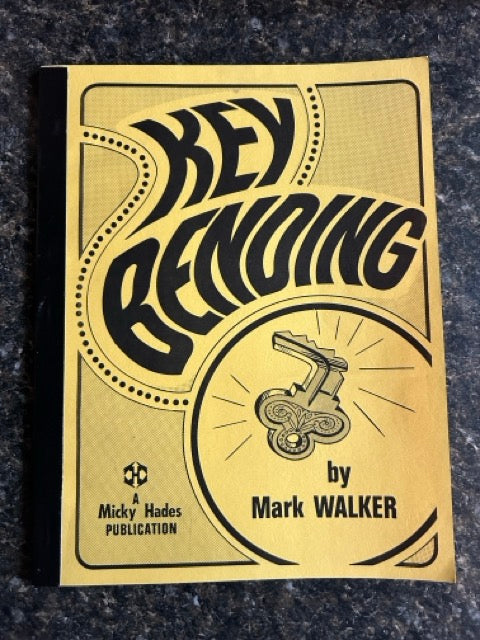 KEY
BENDING
by
Mark WALKER
A
Micky Hades
PUBLICATION